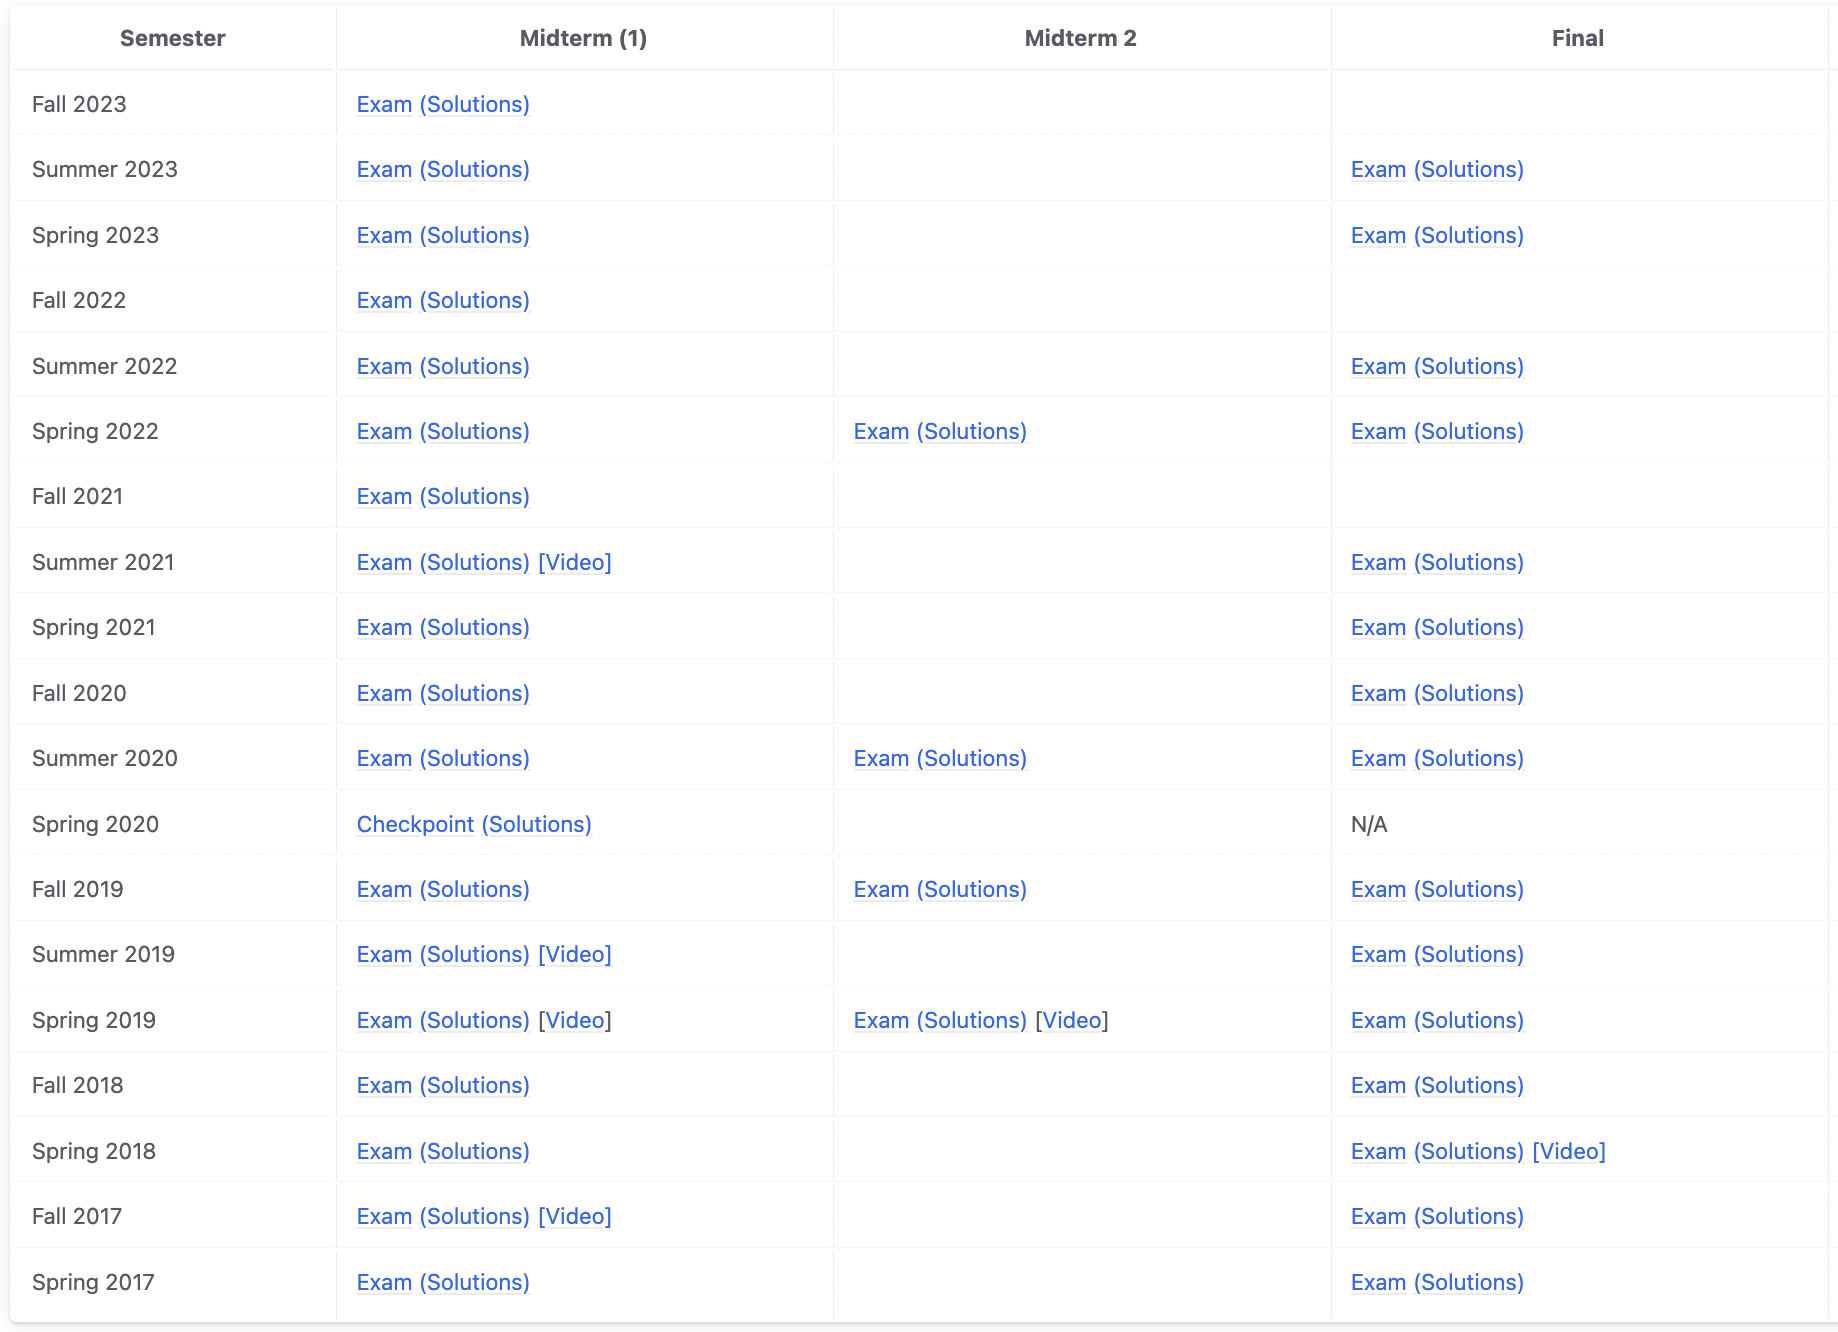 Semester Midterm (1) Midterm 2 Final
Fall 2023 Exam (Solutions)
Summer 2023 Exam (Solutions) Exam (Solutions)
Spring 2023 Exam (Solutions) Exam (Solutions)
Fall 2022 Exam (Solutions)
Summer 2022 Exam (Solutions) Exam (Solutions)
Spring 2022 Exam (Solutions) Exam (Solutions) Exam (Solutions)
Fall 2021 Exam (Solutions)
Summer 2021 Exam (Solutions) [Video] Exam (Solutions)
Spring 2021 Exam (Solutions) Exam (Solutions)
Fall 2020 Exam (Solutions) Exam (Solutions)
Summer 2020 Exam (Solutions) Exam (Solutions) Exam (Solutions)
Spring 2020 Checkpoint (Solutions) N/A
Fall 2019 Exam (Solutions) Exam (Solutions) Exam (Solutions)
Summer 2019 Exam (Solutions) [Video] Exam (Solutions)
Spring 2019 Exam (Solutions) [Video] Exam (Solutions) [Video] Exam (Solutions)
Fall 2018 Exam (Solutions) Exam (Solutions)
Spring 2018 Exam (Solutions) Exam (Solutions) [Video]
Fall 2017 Exam (Solutions) [Video] Exam (Solutions)
Spring 2017 Exam (Solutions) Exam (Solutions)